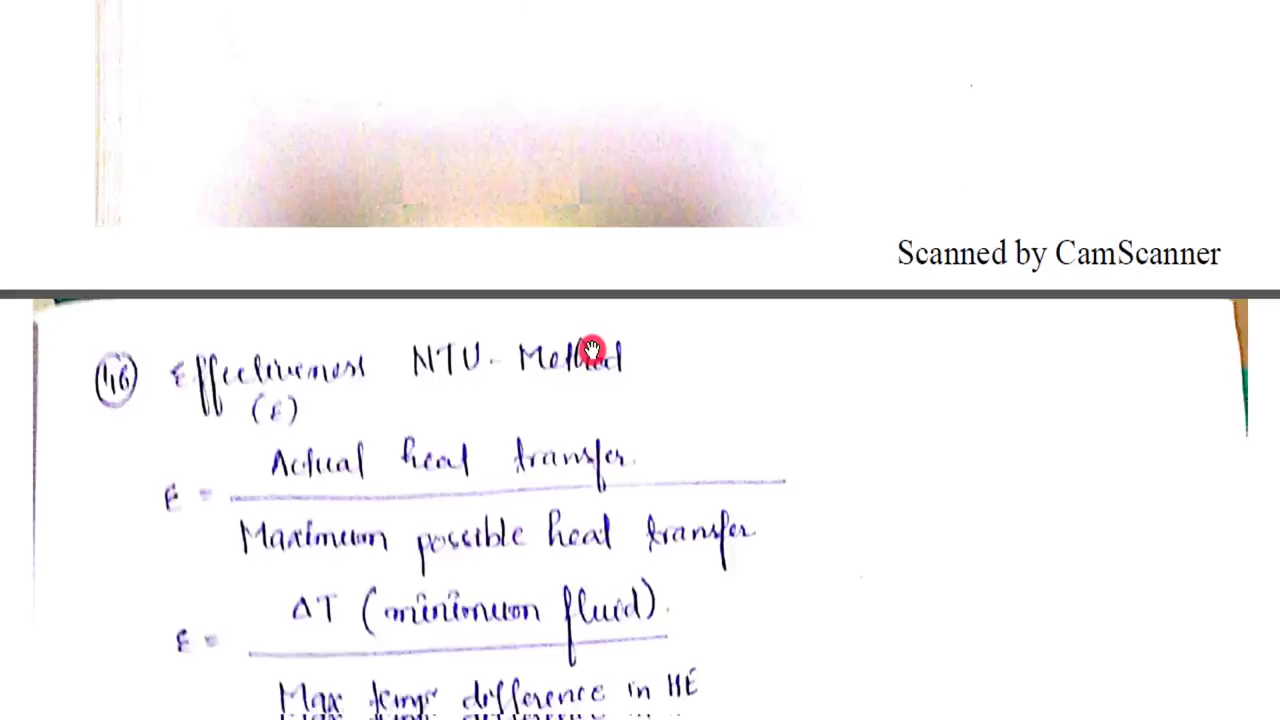 Scanned by CamScanner
46 Effectiveness NTU - Method
(ε)
Actual heat transfer.
ε =
Maximum possible heat transfer
ΔT (minimum fluid).
ε =
Max temp difference in HE